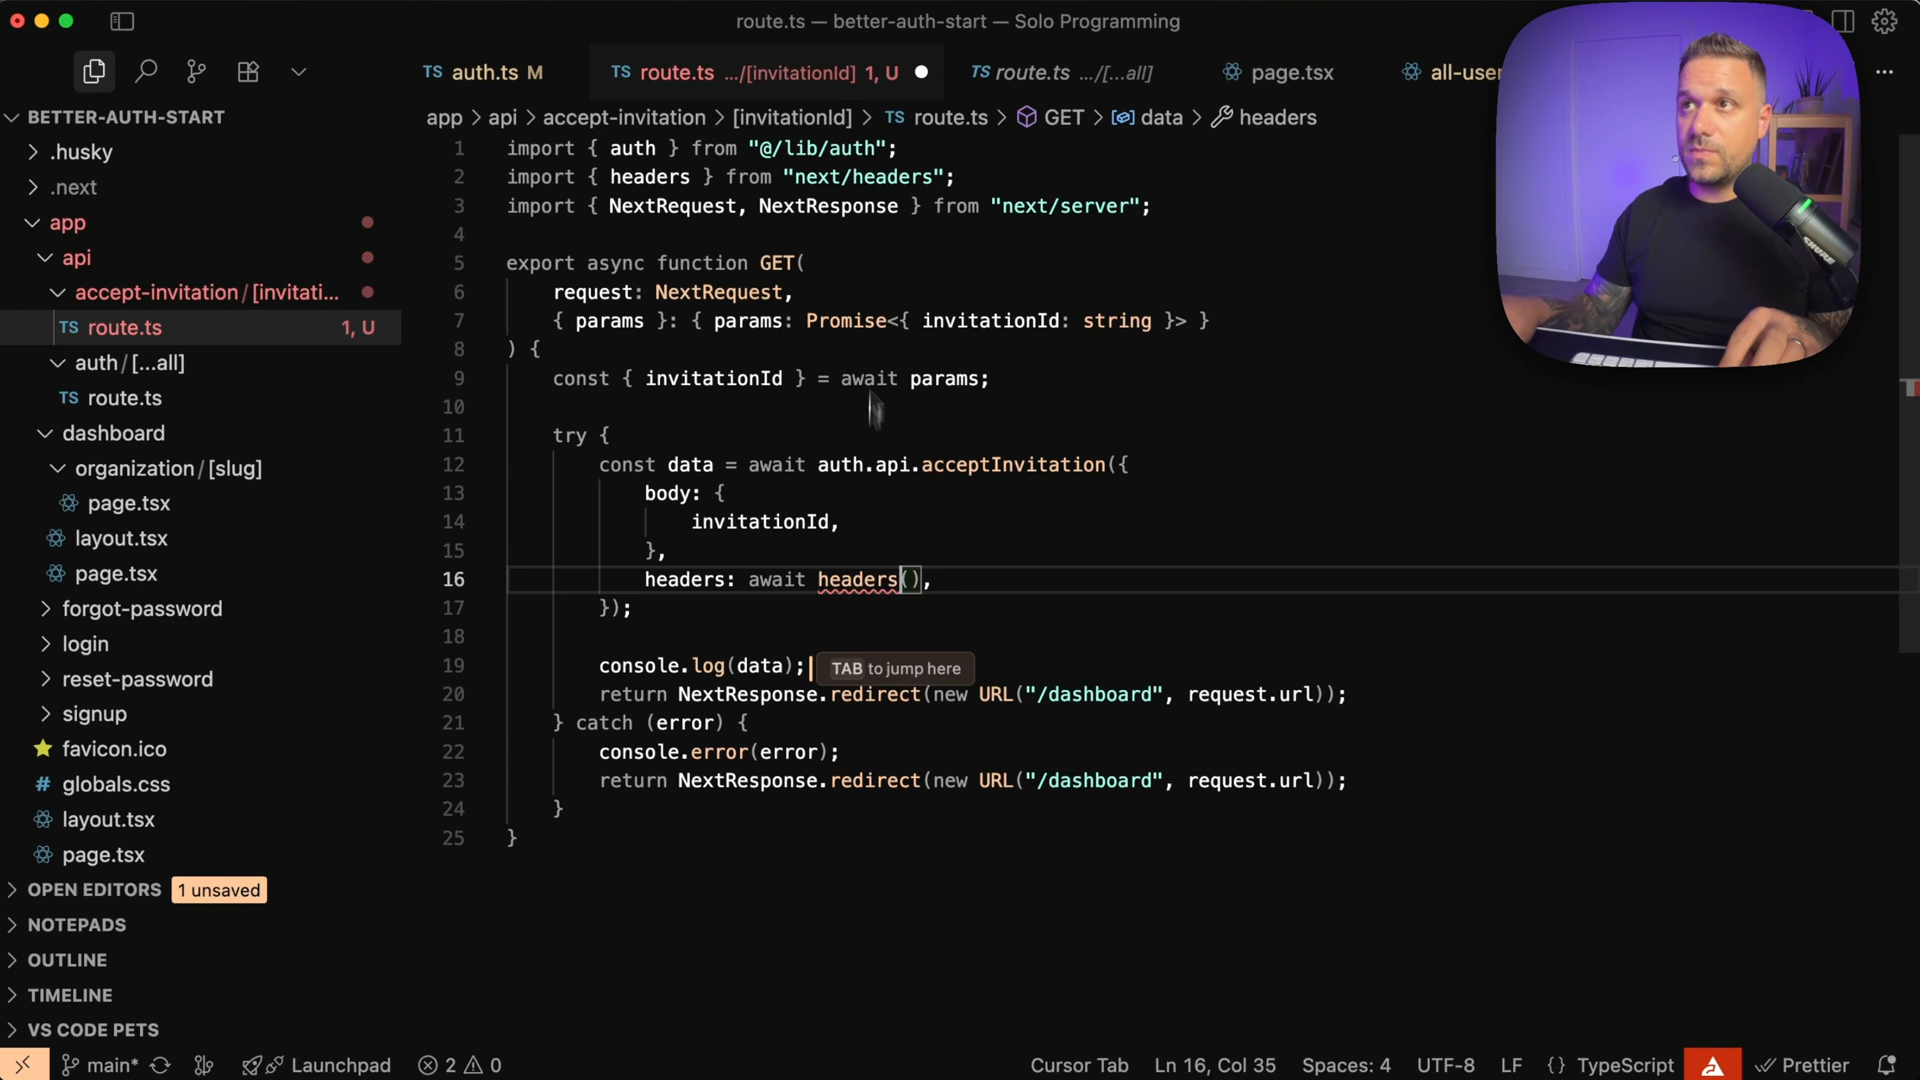 route.ts — better-auth-start — Solo Programming
auth.ts M
route.ts .../[invitationId] 1, U
route.ts .../[...all]
page.tsx
all-user
BETTER-AUTH-START
.husky
.next
app
api
accept-invitation / [invitati...
route.ts 1, U
auth / [...all]
route.ts
dashboard
organization / [slug]
page.tsx
layout.tsx
page.tsx
forgot-password
login
reset-password
signup
favicon.ico
globals.css
layout.tsx
page.tsx
OPEN EDITORS 1 unsaved
NOTEPADS
OUTLINE
TIMELINE
VS CODE PETS
app > api > accept-invitation > [invitationId] > TS route.ts > GET > data > headers
1 import { auth } from "@/lib/auth";
2 import { headers } from "next/headers";
3 import { NextRequest, NextResponse } from "next/server";
4
5 export async function GET(
6 request: NextRequest,
7 { params }: { params: Promise<{ invitationId: string }> }
8 ) {
9 const { invitationId } = await params;
10
11 try {
12 const data = await auth.api.acceptInvitation({
13 body: {
14 invitationId,
15 },
16 headers: await headers(),
17 });
18
19 console.log(data); TAB to jump here
20 return NextResponse.redirect(new URL("/dashboard", request.url));
21 } catch (error) {
22 console.error(error);
23 return NextResponse.redirect(new URL("/dashboard", request.url));
24 }
25 }
SHURE
main* Launchpad 2 0 Cursor Tab Ln 16, Col 35 Spaces: 4 UTF-8 LF {} TypeScript Prettier